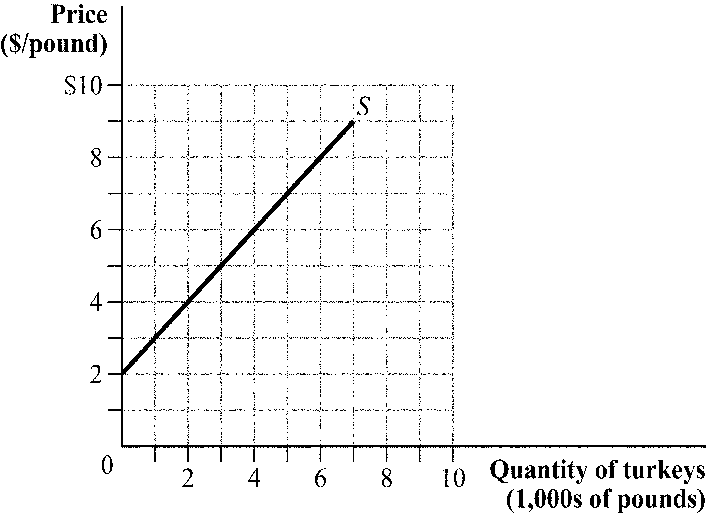 Price
($/pound)
$10
S
8
6
4
2
0
2 4 6 8 10
Quantity of turkeys
(1,000s of pounds)